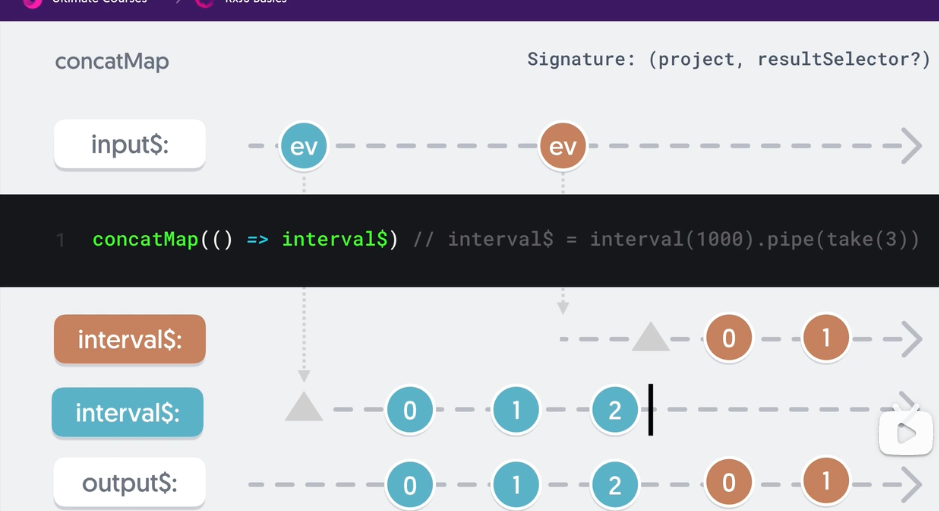 Ultimate Courses > RxJS Basics
concatMap
Signature: (project, resultSelector?)
input$: ev ev
1 concatMap(() => interval$) // interval$ = interval(1000).pipe(take(3))
interval$: 0 1
interval$: 0 1 2
output$: 0 1 2 0 1